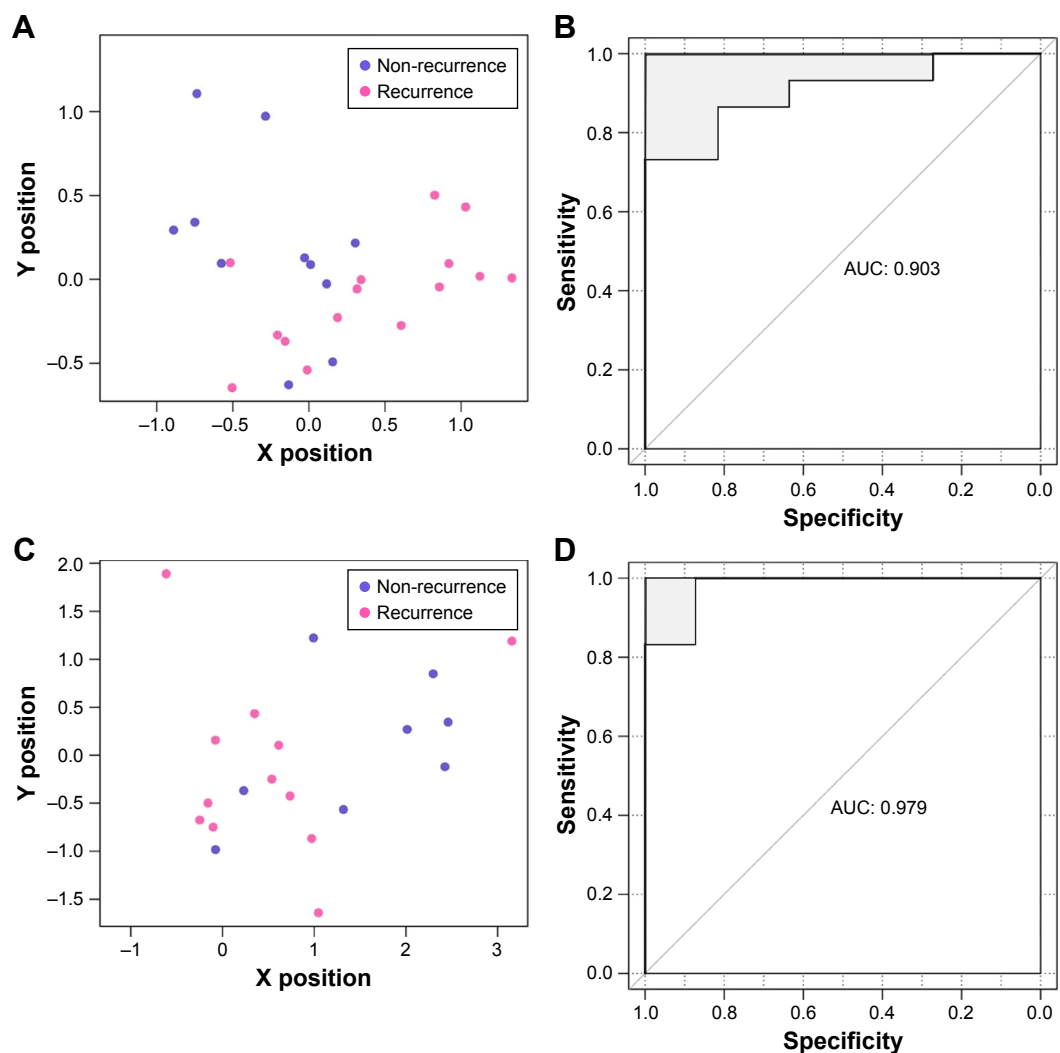 A
Non-recurrence
Recurrence
1.0
0.5
0.0
–0.5
Y position
–1.0 –0.5 0.0 0.5 1.0
X position
B
1.0
0.8
0.6
0.4
0.2
0.0
Sensitivity
AUC: 0.903
1.0 0.8 0.6 0.4 0.2 0.0
Specificity
C
Non-recurrence
Recurrence
2.0
1.5
1.0
0.5
0.0
–0.5
–1.0
–1.5
Y position
–1 0 1 2 3
X position
D
1.0
0.8
0.6
0.4
0.2
0.0
Sensitivity
AUC: 0.979
1.0 0.8 0.6 0.4 0.2 0.0
Specificity